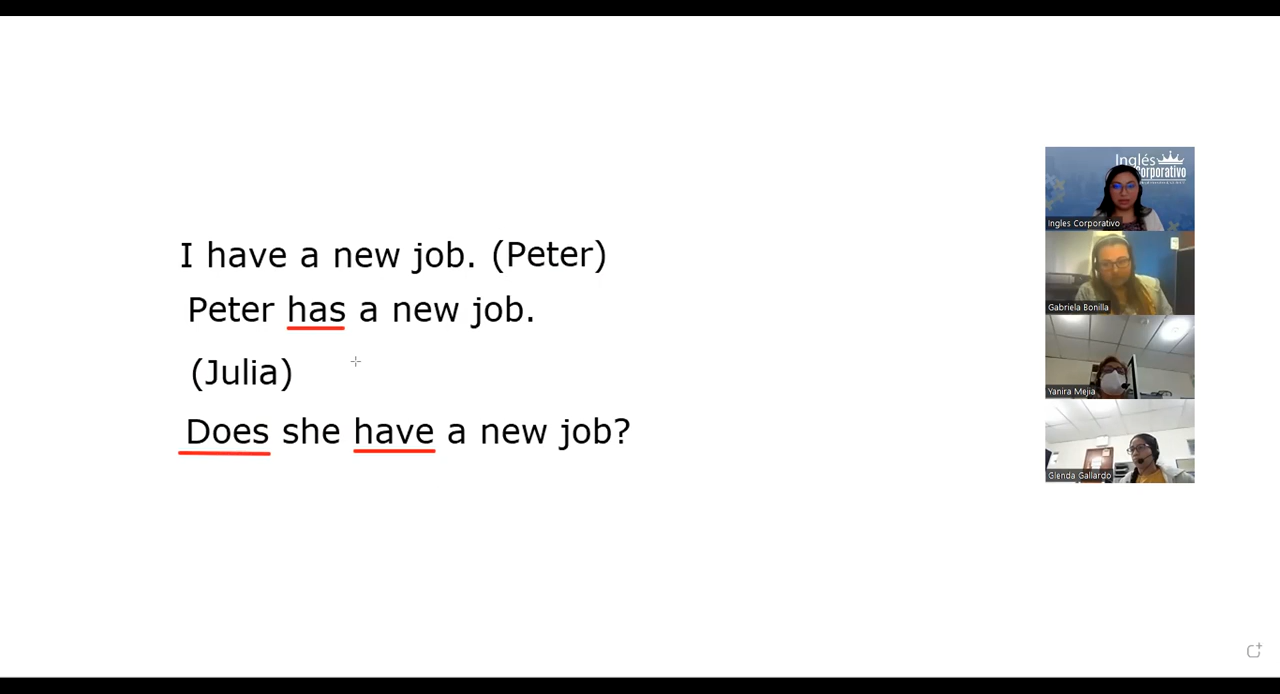 I have a new job. (Peter)
Peter has a new job.
(Julia)
Does she have a new job?
Inglés
Corporativo
Ingles Corporativo
Gabriela Bonilla
Yanira Mejia
Glenda Gallardo